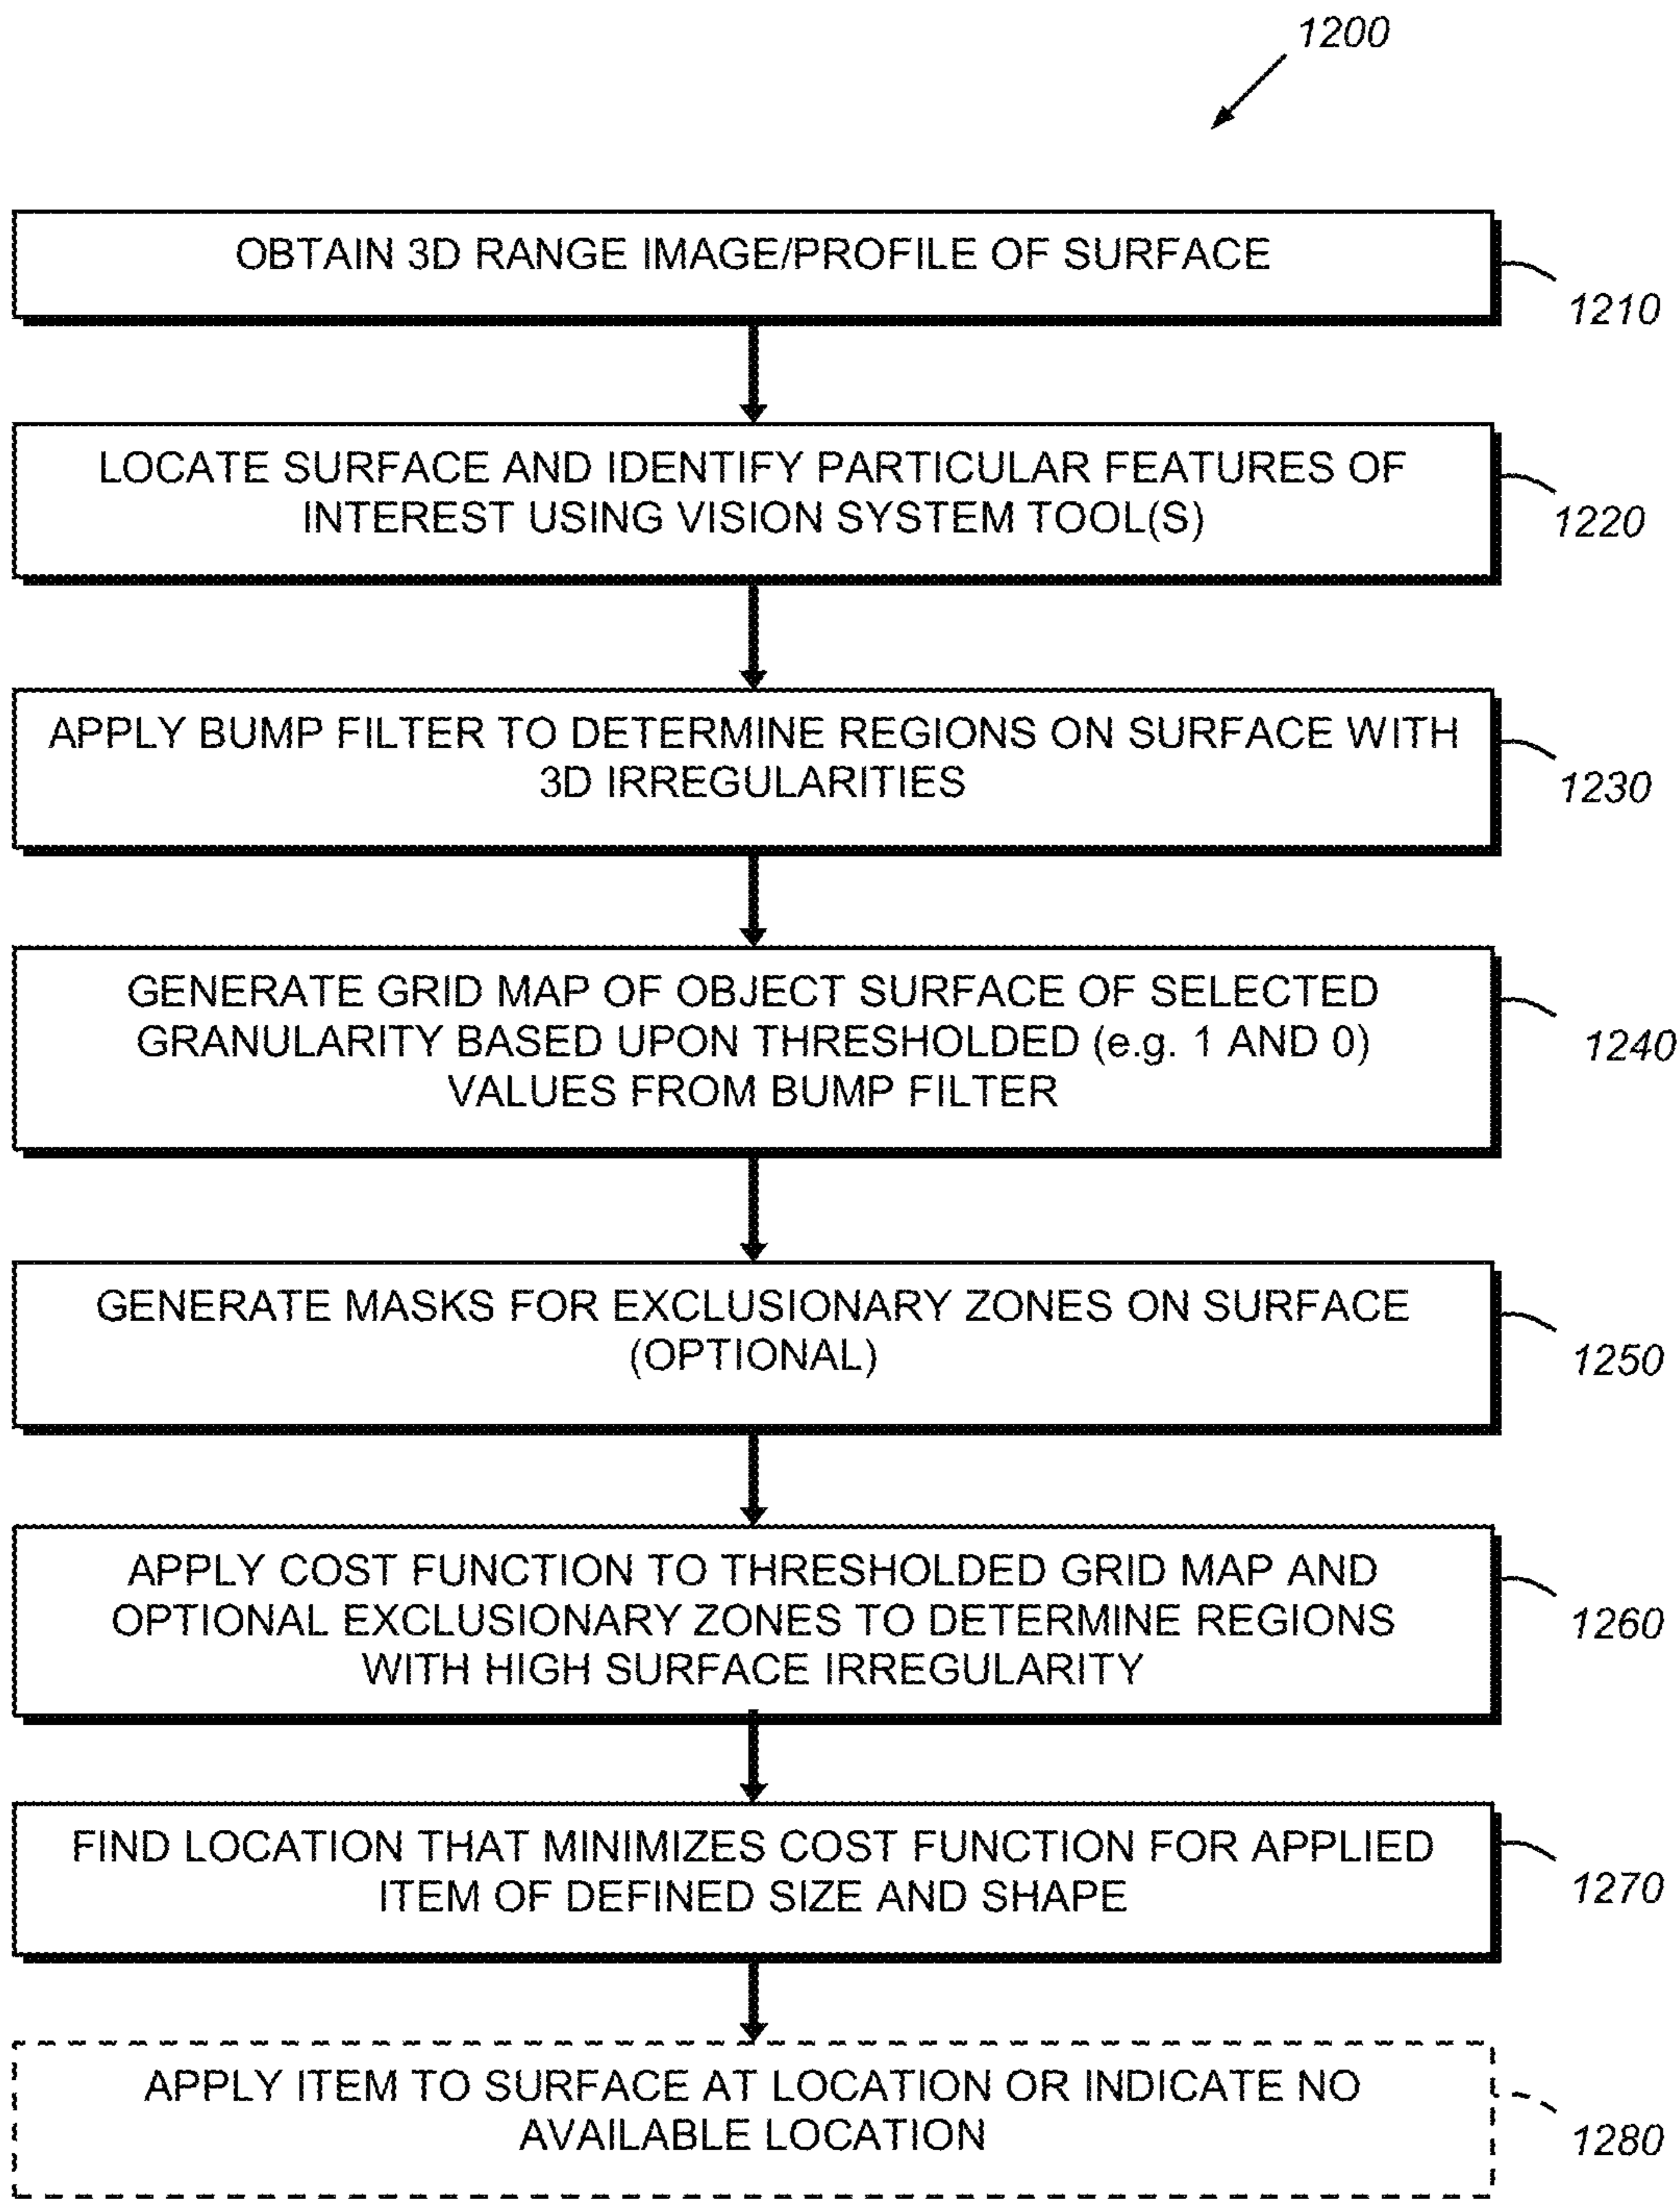 1200
OBTAIN 3D RANGE IMAGE/PROFILE OF SURFACE
1210
LOCATE SURFACE AND IDENTIFY PARTICULAR FEATURES OF
INTEREST USING VISION SYSTEM TOOL(S)
1220
APPLY BUMP FILTER TO DETERMINE REGIONS ON SURFACE WITH
3D IRREGULARITIES
1230
GENERATE GRID MAP OF OBJECT SURFACE OF SELECTED
GRANULARITY BASED UPON THRESHOLDED (e.g. 1 AND 0)
VALUES FROM BUMP FILTER
1240
GENERATE MASKS FOR EXCLUSIONARY ZONES ON SURFACE
(OPTIONAL)
1250
APPLY COST FUNCTION TO THRESHOLDED GRID MAP AND
OPTIONAL EXCLUSIONARY ZONES TO DETERMINE REGIONS
WITH HIGH SURFACE IRREGULARITY
1260
FIND LOCATION THAT MINIMIZES COST FUNCTION FOR APPLIED
ITEM OF DEFINED SIZE AND SHAPE
1270
APPLY ITEM TO SURFACE AT LOCATION OR INDICATE NO
AVAILABLE LOCATION
1280